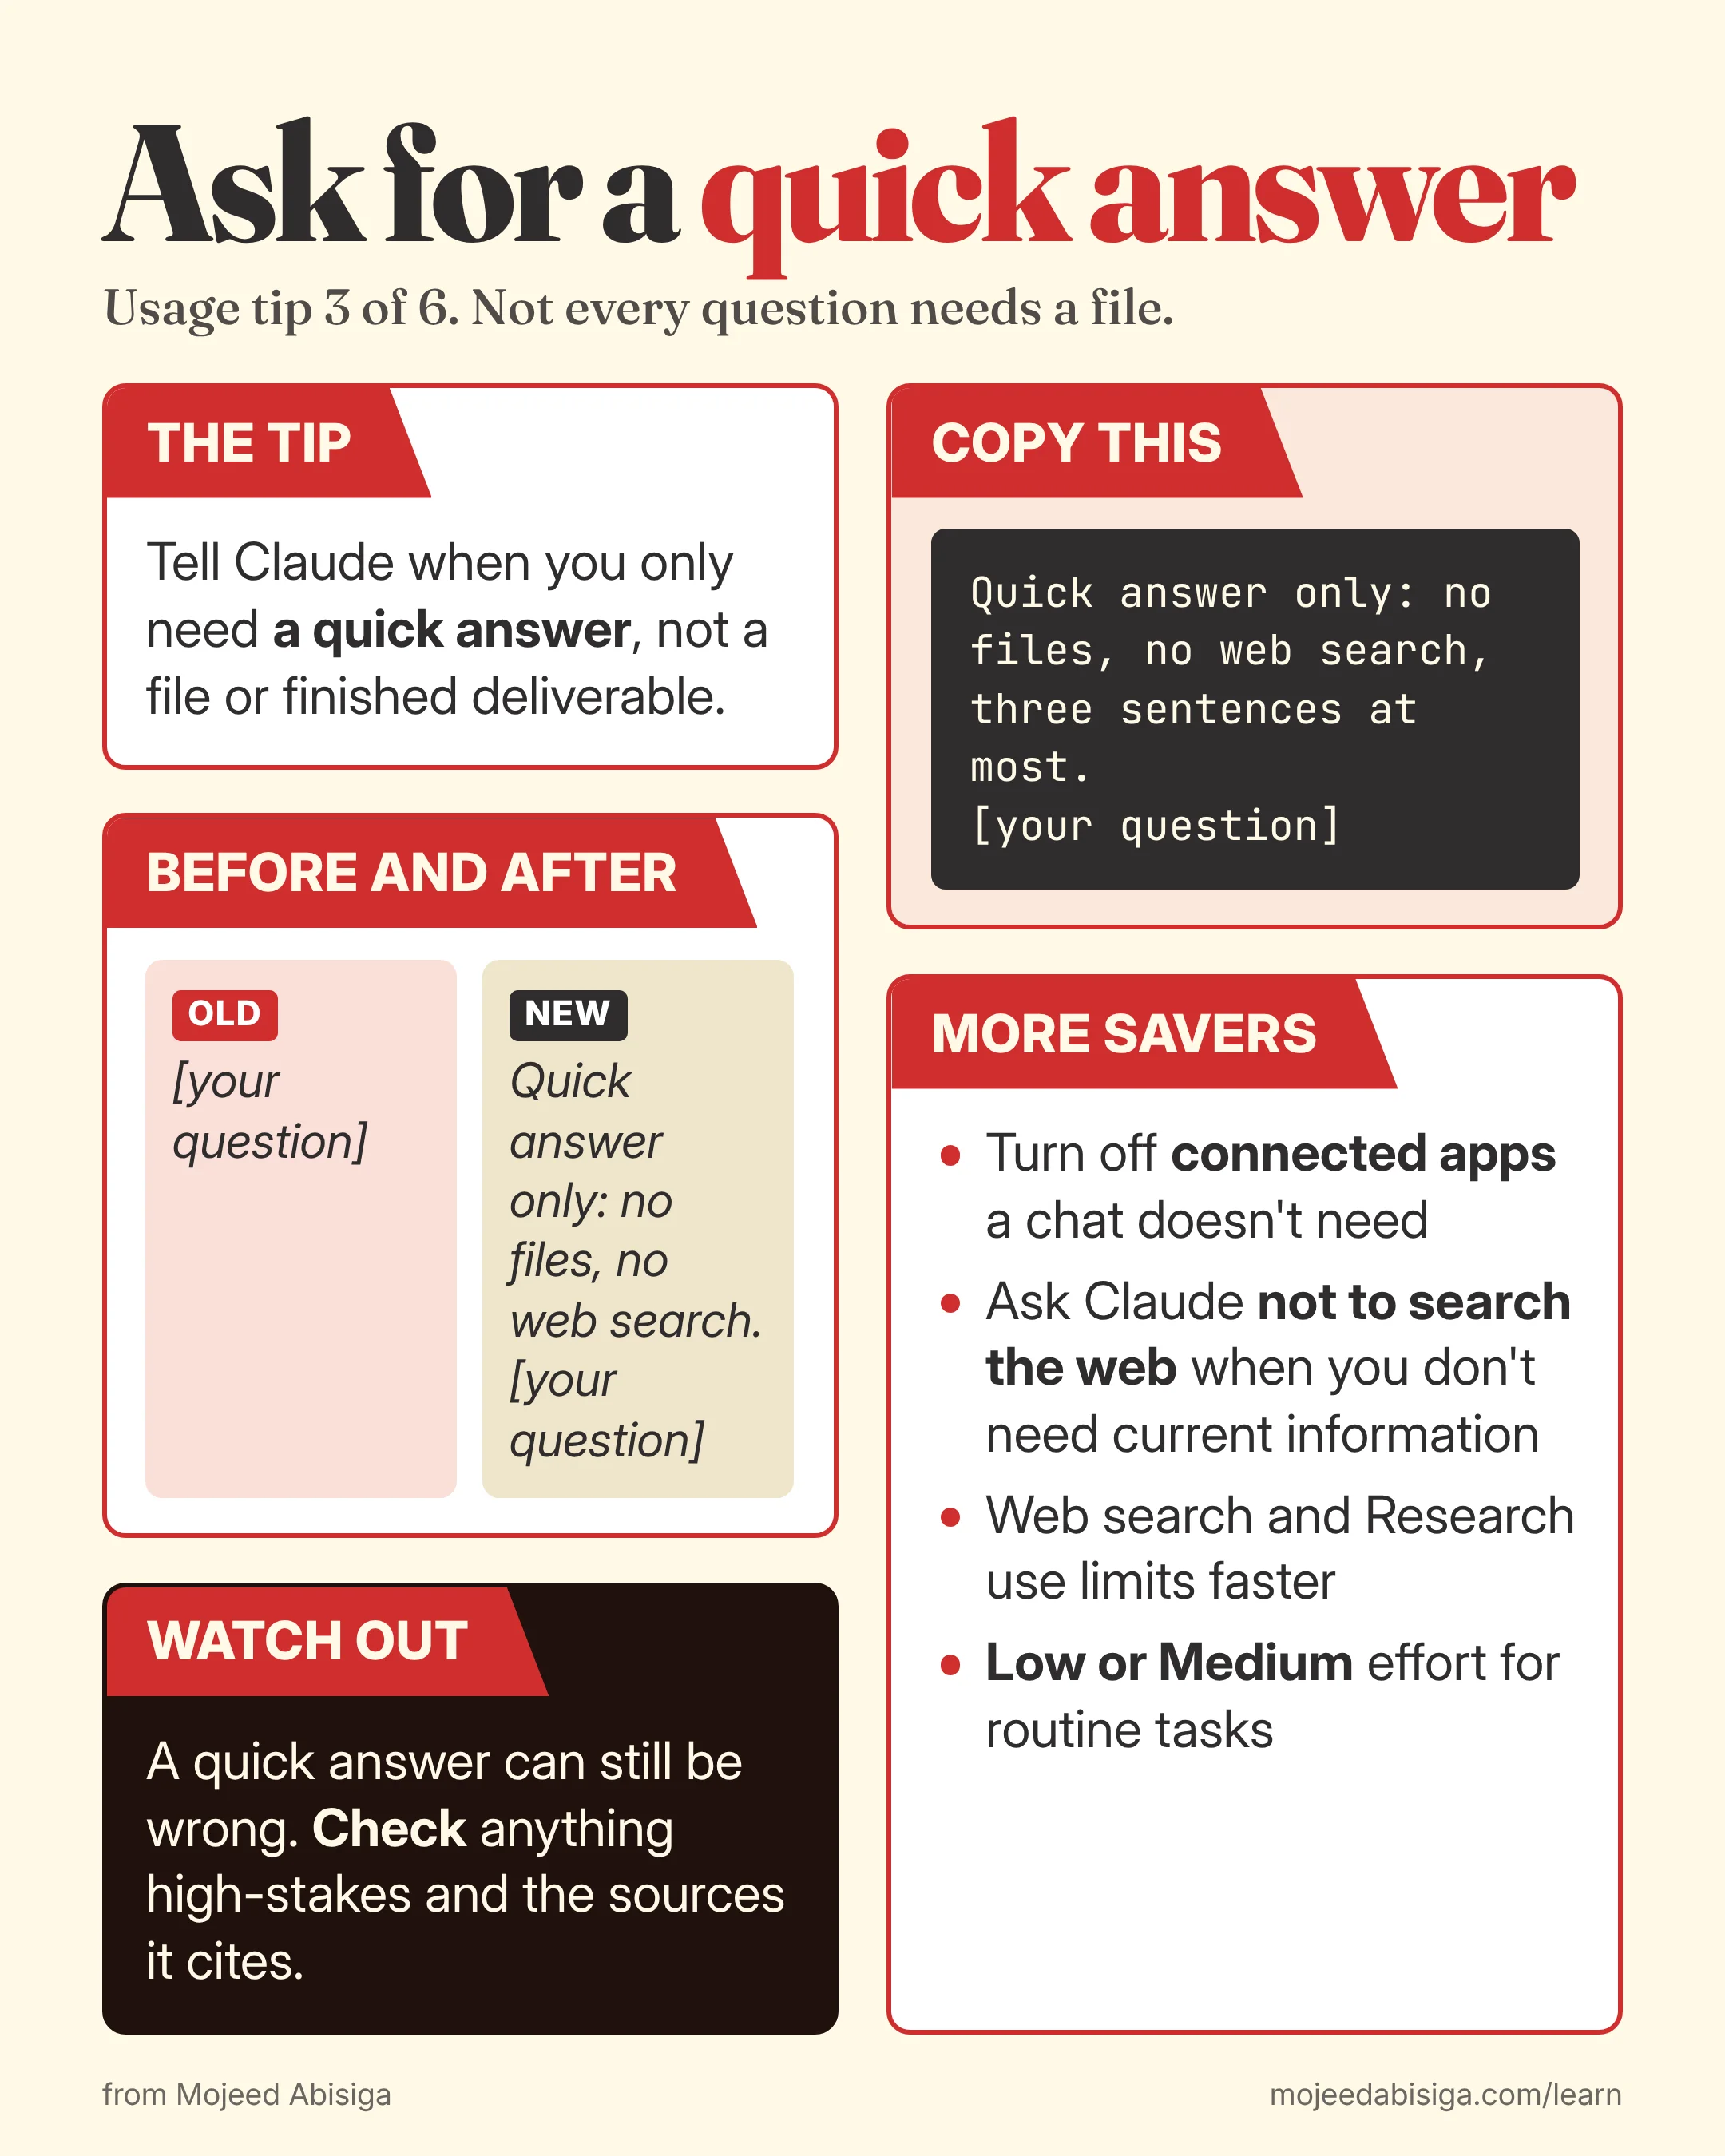 Ask for a quick answer
Usage tip 3 of 6. Not every question needs a file.
THE TIP
Tell Claude when you only
need a quick answer, not a
file or finished deliverable.
BEFORE AND AFTER
OLD
[your
question]
NEW
Quick
answer
only: no
files, no
web search.
[your
question]
WATCH OUT
A quick answer can still be
wrong. Check anything
high-stakes and the sources
it cites.
COPY THIS
Quick answer only: no
files, no web search,
three sentences at
most.
[your question]
MORE SAVERS
• Turn off connected apps
a chat doesn't need
• Ask Claude not to search
the web when you don't
need current information
• Web search and Research
use limits faster
• Low or Medium effort for
routine tasks
from Mojeed Abisiga
mojeedabisiga.com/learn